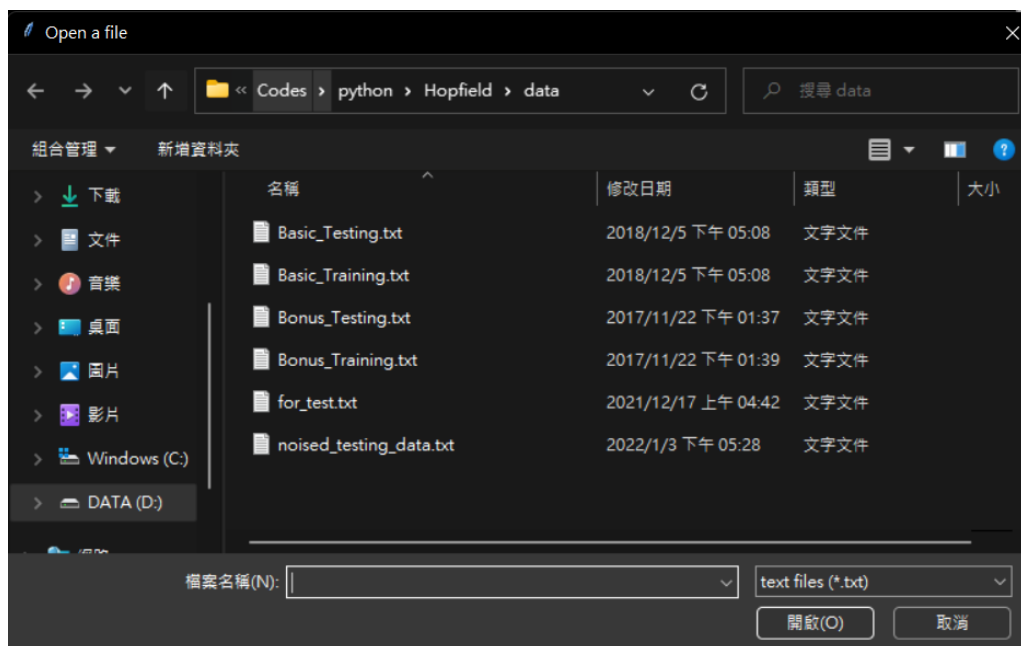 Open a file
« Codes › python › Hopfield › data
搜尋 data
組合管理 新增資料夾
名稱 修改日期 類型 大小
下載
文件
音樂
桌面
圖片
影片
Windows (C:)
DATA (D:)
Basic_Testing.txt 2018/12/5 下午 05:08 文字文件
Basic_Training.txt 2018/12/5 下午 05:08 文字文件
Bonus_Testing.txt 2017/11/22 下午 01:37 文字文件
Bonus_Training.txt 2017/11/22 下午 01:39 文字文件
for_test.txt 2021/12/17 上午 04:42 文字文件
noised_testing_data.txt 2022/1/3 下午 05:28 文字文件
檔案名稱(N):
text files (*.txt)
開啟(O) 取消